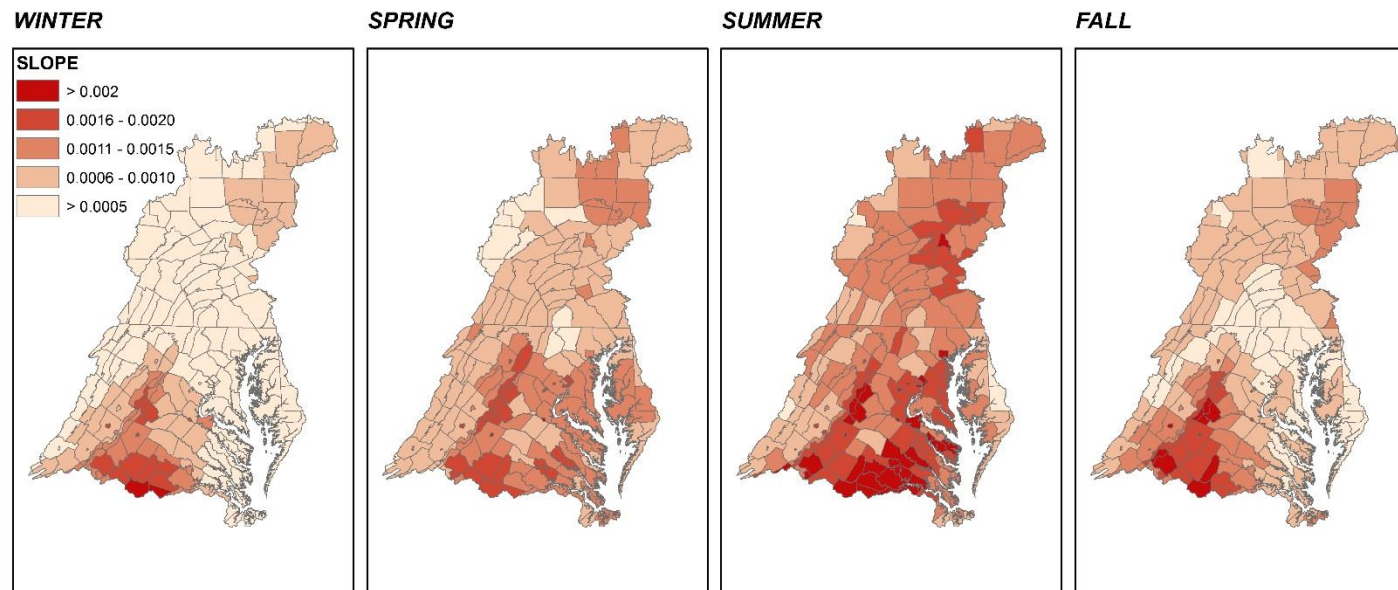 WINTER
SPRING
SUMMER
FALL
SLOPE
> 0.002
0.0016 - 0.0020
0.0011 - 0.0015
0.0006 - 0.0010
> 0.0005